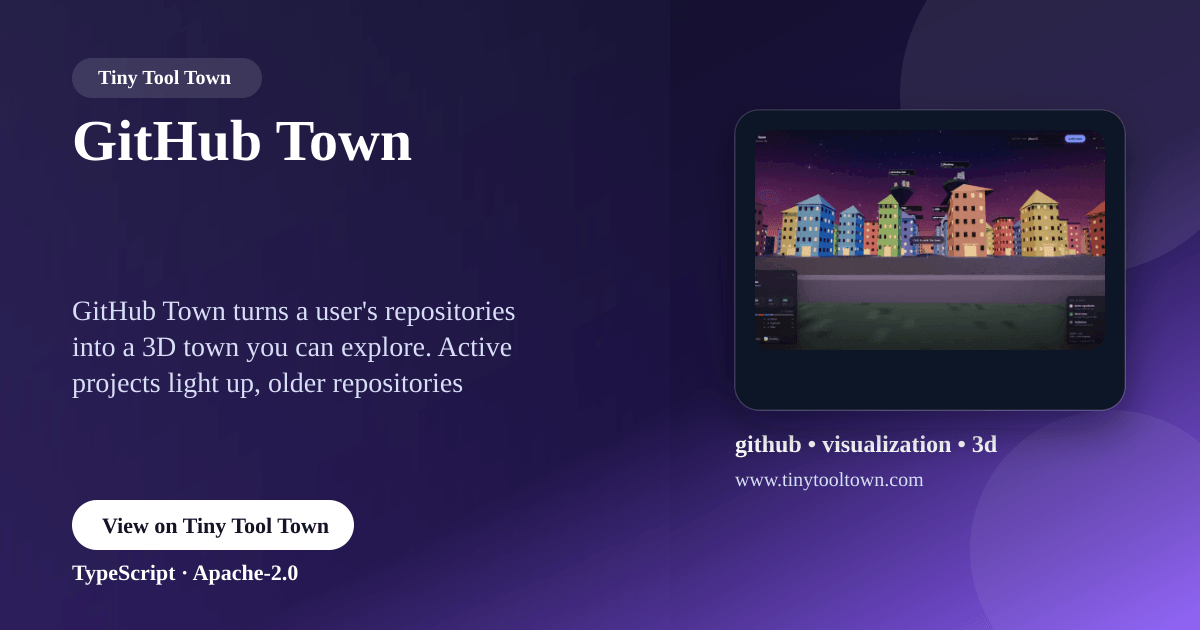 Tiny Tool Town
GitHub Town
GitHub Town turns a user's repositories
into a 3D town you can explore. Active
projects light up, older repositories
View on Tiny Tool Town
TypeScript · Apache-2.0
github • visualization • 3d
www.tinytooltown.com